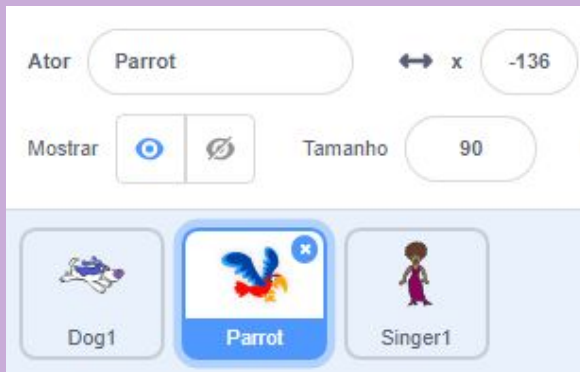 Ator Parrot x -136
Mostrar Tamanho 90
Dog1 Parrot Singer1